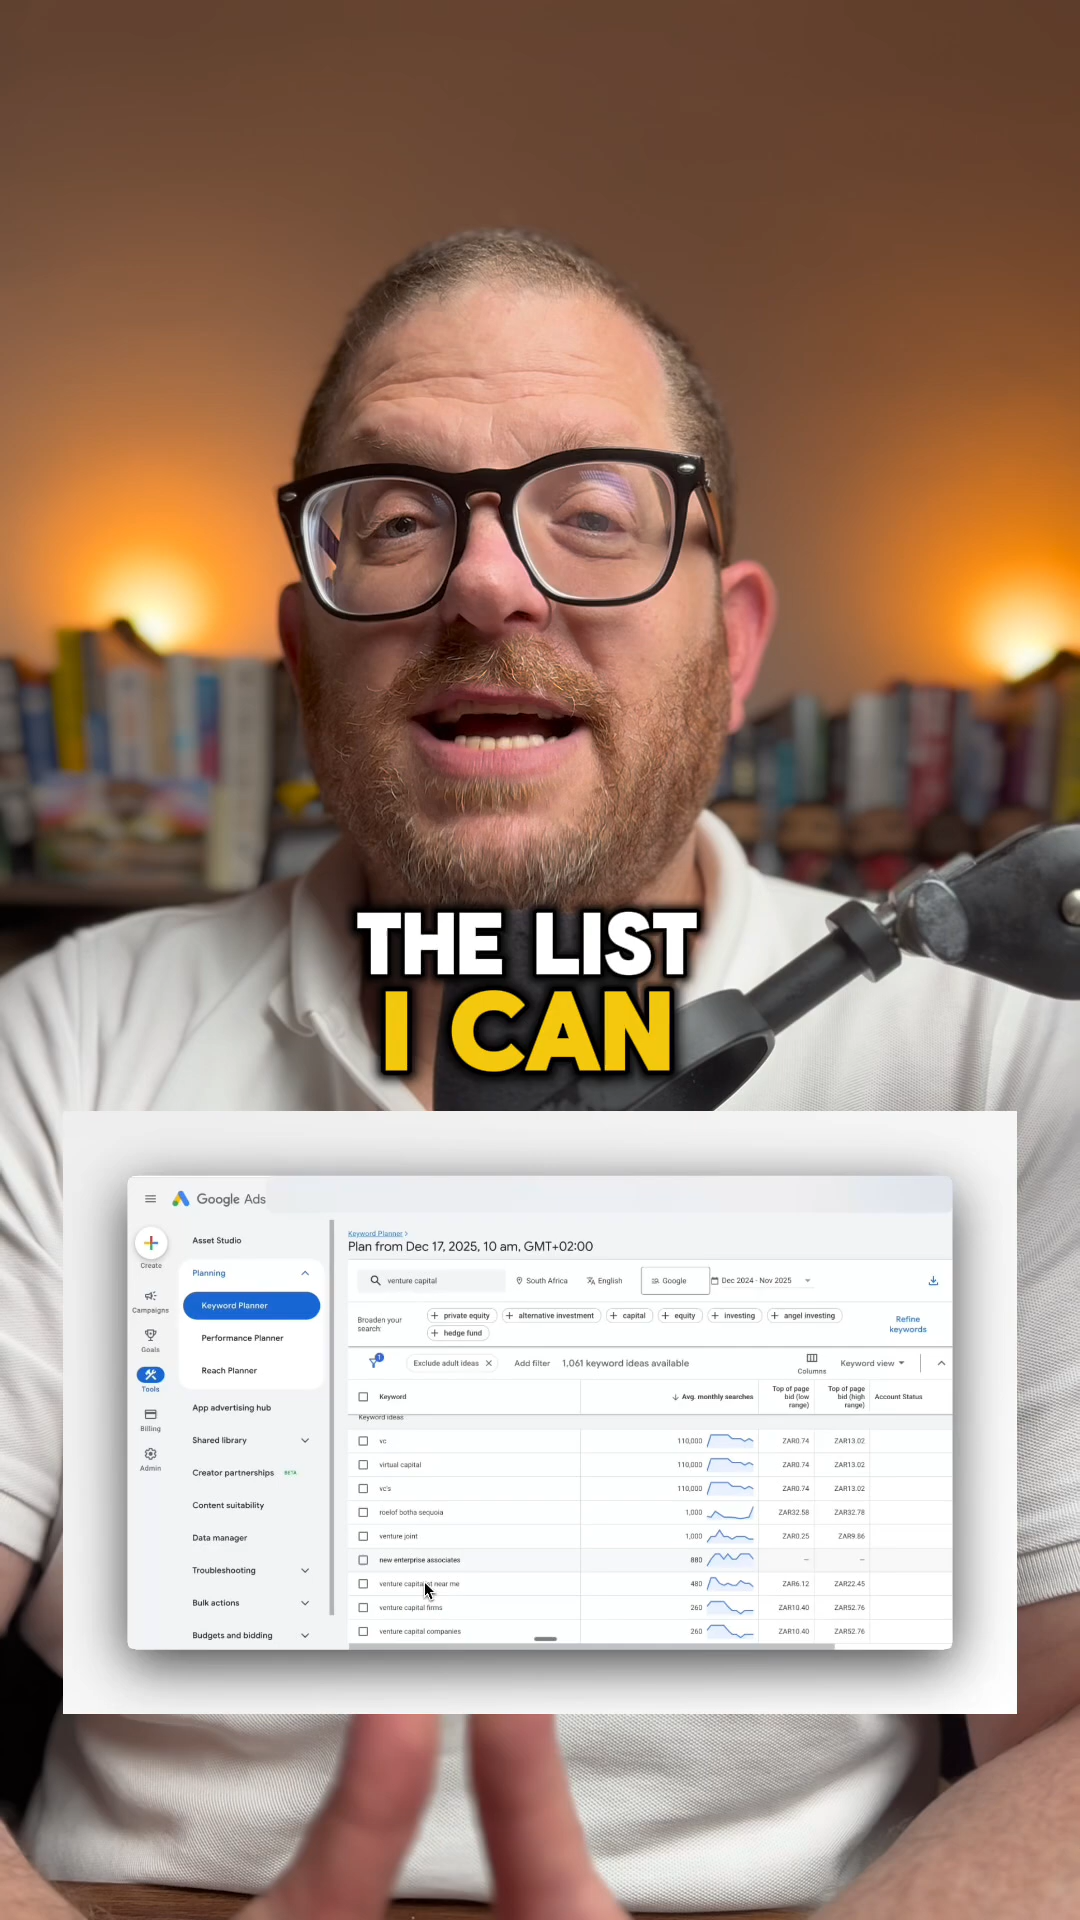 THE LIST
I CAN
Google Ads
Create
Campaigns
Goals
Tools
Billing
Admin
Asset Studio
Planning
Keyword Planner
Performance Planner
Reach Planner
App advertising hub
Shared library
Creator partnerships BETA
Content suitability
Data manager
Troubleshooting
Bulk actions
Budgets and bidding
Keyword Planner >
Plan from Dec 17, 2025, 10 am, GMT+02:00
venture capital South Africa English Google Dec 2024 - Nov 2025
Broaden your search: + private equity + alternative investment + capital + equity + investing + angel investing
+ hedge fund
Refine keywords
1 Exclude adult ideas × Add filter 1,061 keyword ideas available Columns Keyword view
Keyword Avg. monthly searches Top of page bid (low range) Top of page bid (high range) Account Status
Keyword ideas
vc 110,000 ZAR0.74 ZAR13.02
virtual capital 110,000 ZAR0.74 ZAR13.02
vc's 110,000 ZAR0.74 ZAR13.02
roelof botha sequoia 1,000 ZAR32.58 ZAR32.78
venture joint 1,000 ZAR0.25 ZAR9.86
new enterprise associates 880 – –
venture capital near me 480 ZAR6.12 ZAR22.45
venture capital firms 260 ZAR10.40 ZAR52.76
venture capital companies 260 ZAR10.40 ZAR52.76